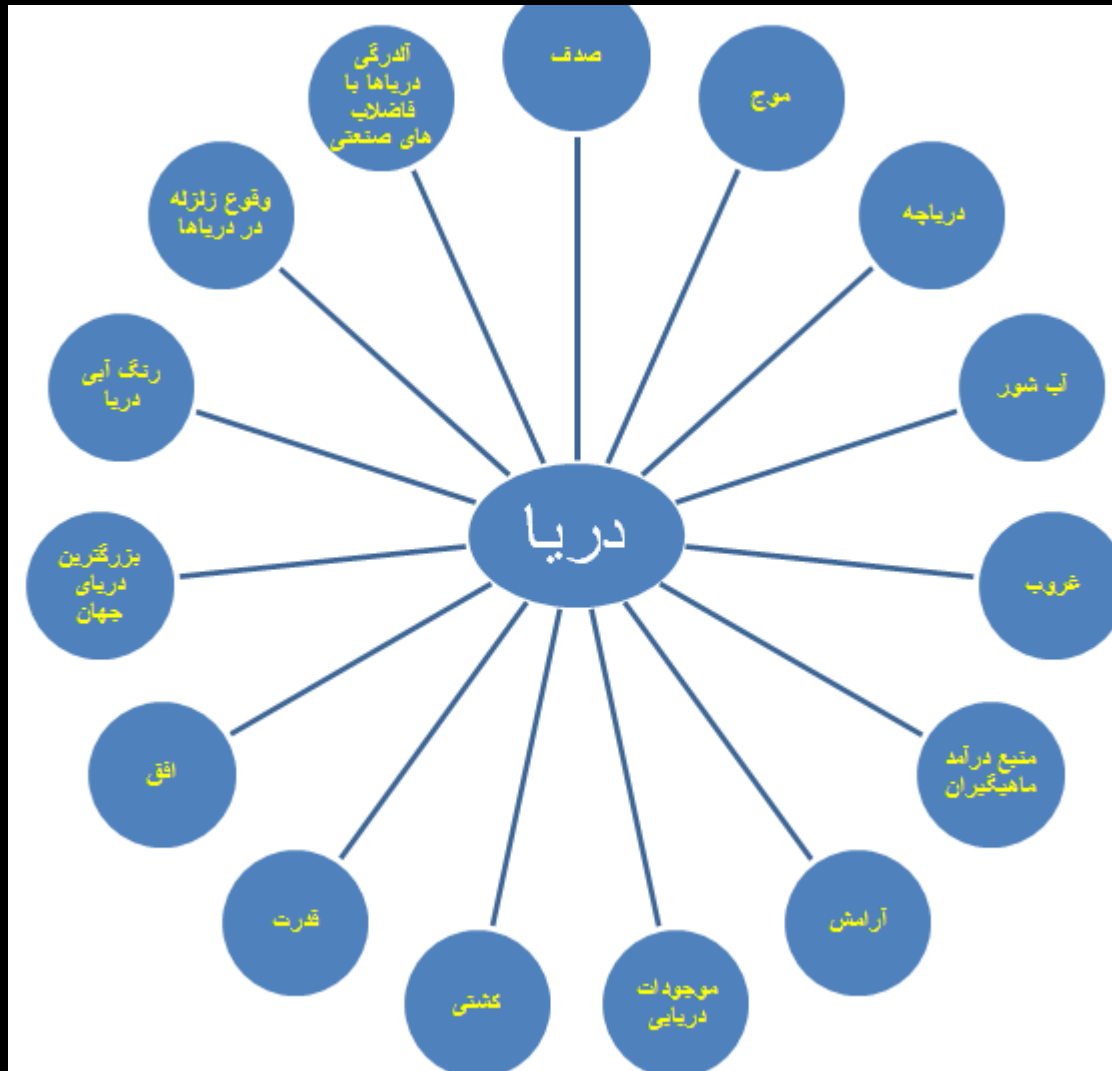 صدف
موج
دریاچه
آب شور
غروب
منبع درآمد
ماهیگیران
آرامش
موجودات
دریایی
کشتی
قدرت
افق
بزرگترین
دریای
جهان
رنگ آبی
دریا
وقوع زلزله
در دریاها
آلدرگی
دریاها با
فاضلاب
های صنعتی
دریا